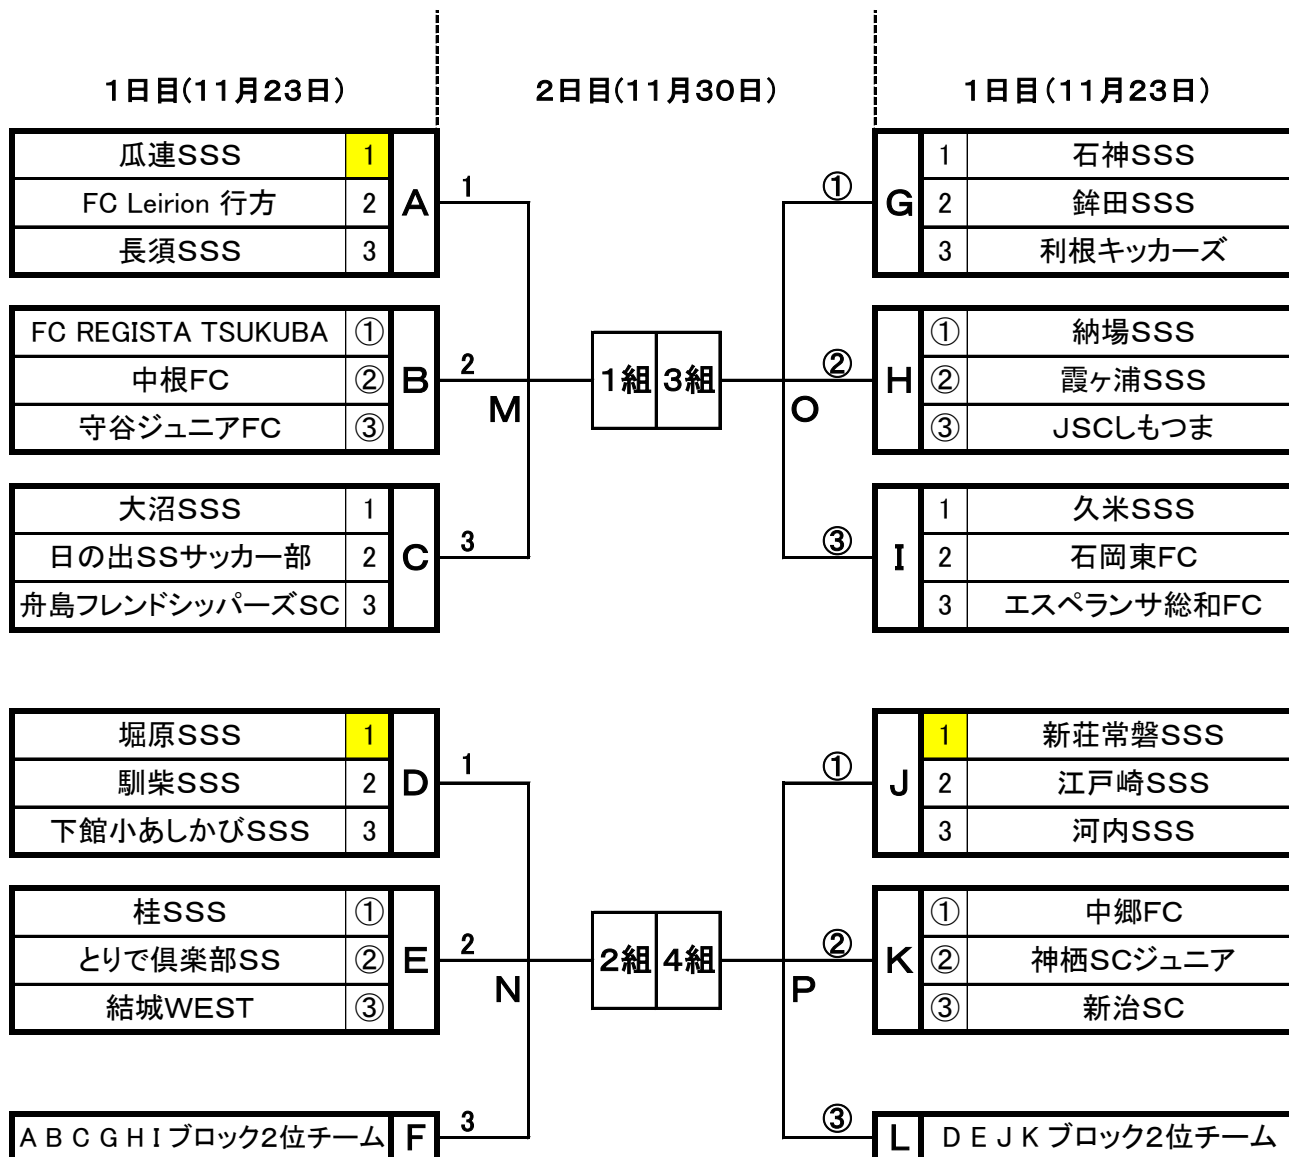 1日目(11月23日)
2日目(11月30日)
1日目(11月23日)
瓜連SSS 1
FC Leirion 行方 2
長須SSS 3
A
1
FC REGISTA TSUKUBA ①
中根FC ②
守谷ジュニアFC ③
B
2
M
大沼SSS 1
日の出SSサッカー部 2
舟島フレンドシッパーズSC 3
C
3
1組 3組
①
G
1 石神SSS
2 鉾田SSS
3 利根キッカーズ
②
O
H
① 納場SSS
② 霞ヶ浦SSS
③ JSCしもつま
③
I
1 久米SSS
2 石岡東FC
3 エスペランサ総和FC
堀原SSS 1
馴柴SSS 2
下館小あしかびSSS 3
D
1
桂SSS ①
とりで倶楽部SS ②
結城WEST ③
E
2
N
A B C G H I ブロック2位チーム F
3
2組 4組
①
J
1 新荘常磐SSS
2 江戸崎SSS
3 河内SSS
②
P
K
① 中郷FC
② 神栖SCジュニア
③ 新治SC
③
L D E J K ブロック2位チーム